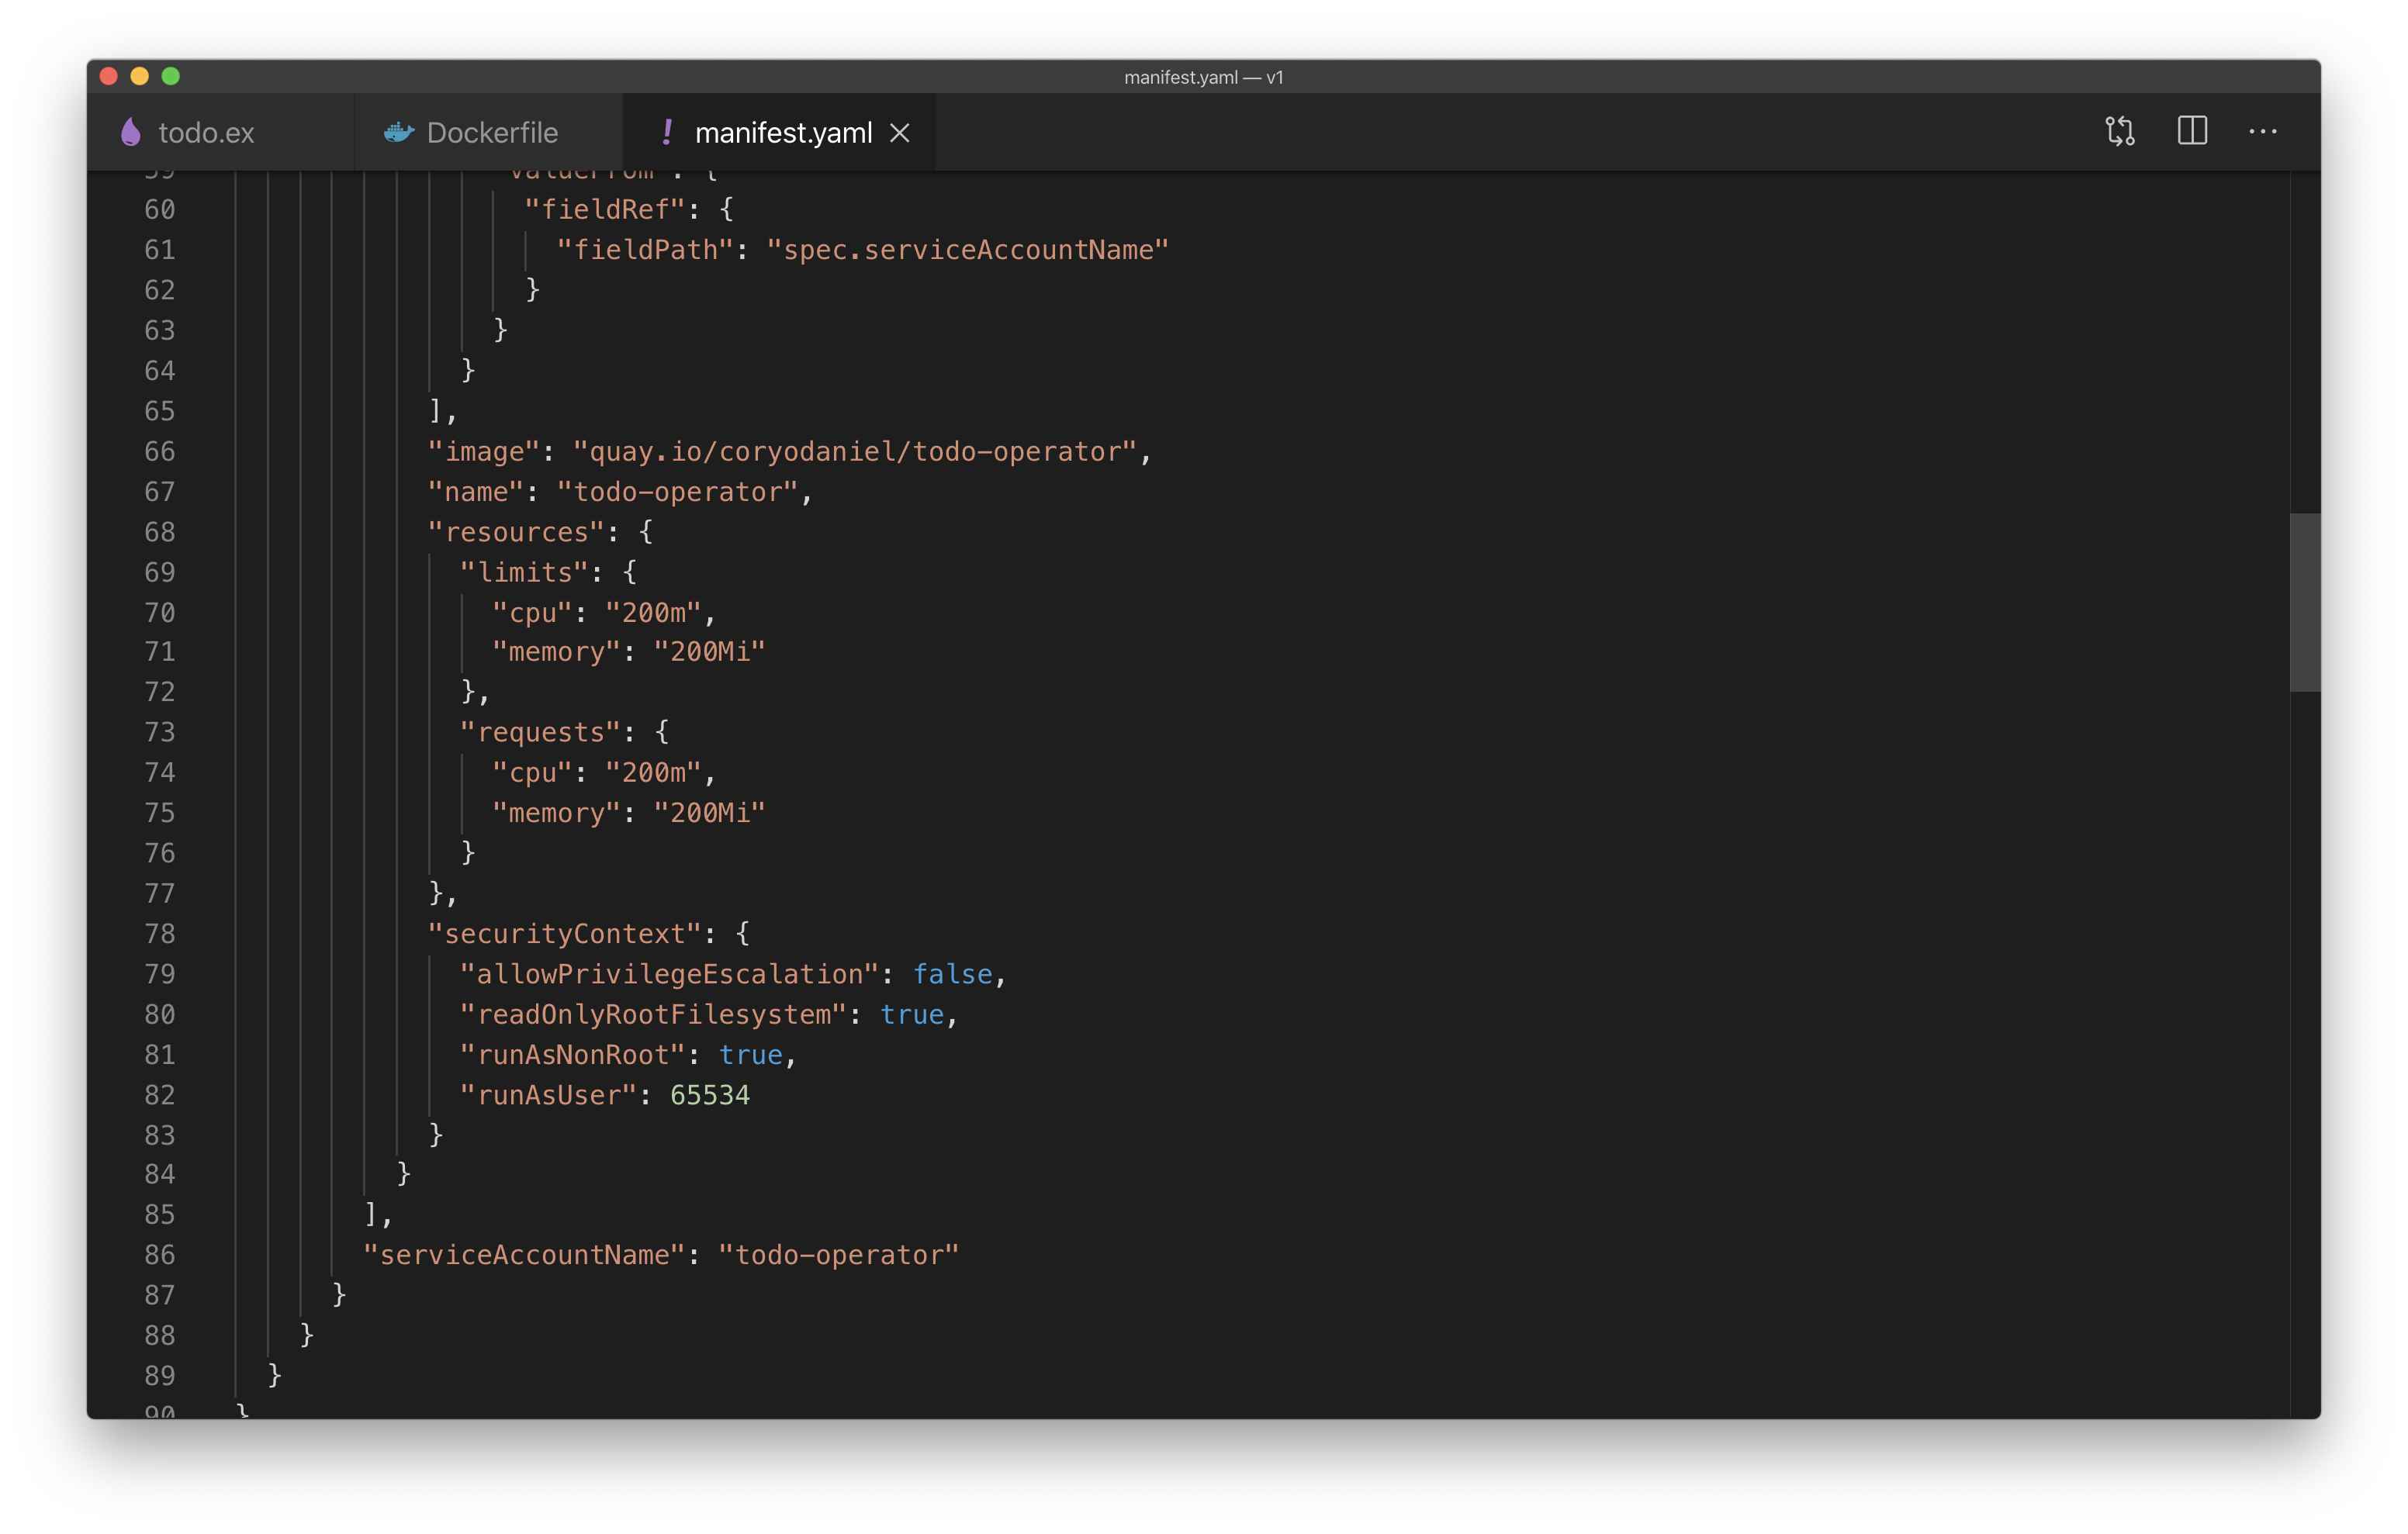 manifest.yaml — v1
todo.ex
Dockerfile
manifest.yaml
59 "valueFrom": {
60 "fieldRef": {
61 "fieldPath": "spec.serviceAccountName"
62 }
63 }
64 }
65 ],
66 "image": "quay.io/coryodaniel/todo-operator",
67 "name": "todo-operator",
68 "resources": {
69 "limits": {
70 "cpu": "200m",
71 "memory": "200Mi"
72 },
73 "requests": {
74 "cpu": "200m",
75 "memory": "200Mi"
76 }
77 },
78 "securityContext": {
79 "allowPrivilegeEscalation": false,
80 "readOnlyRootFilesystem": true,
81 "runAsNonRoot": true,
82 "runAsUser": 65534
83 }
84 }
85 ],
86 "serviceAccountName": "todo-operator"
87 }
88 }
89 }
90 }